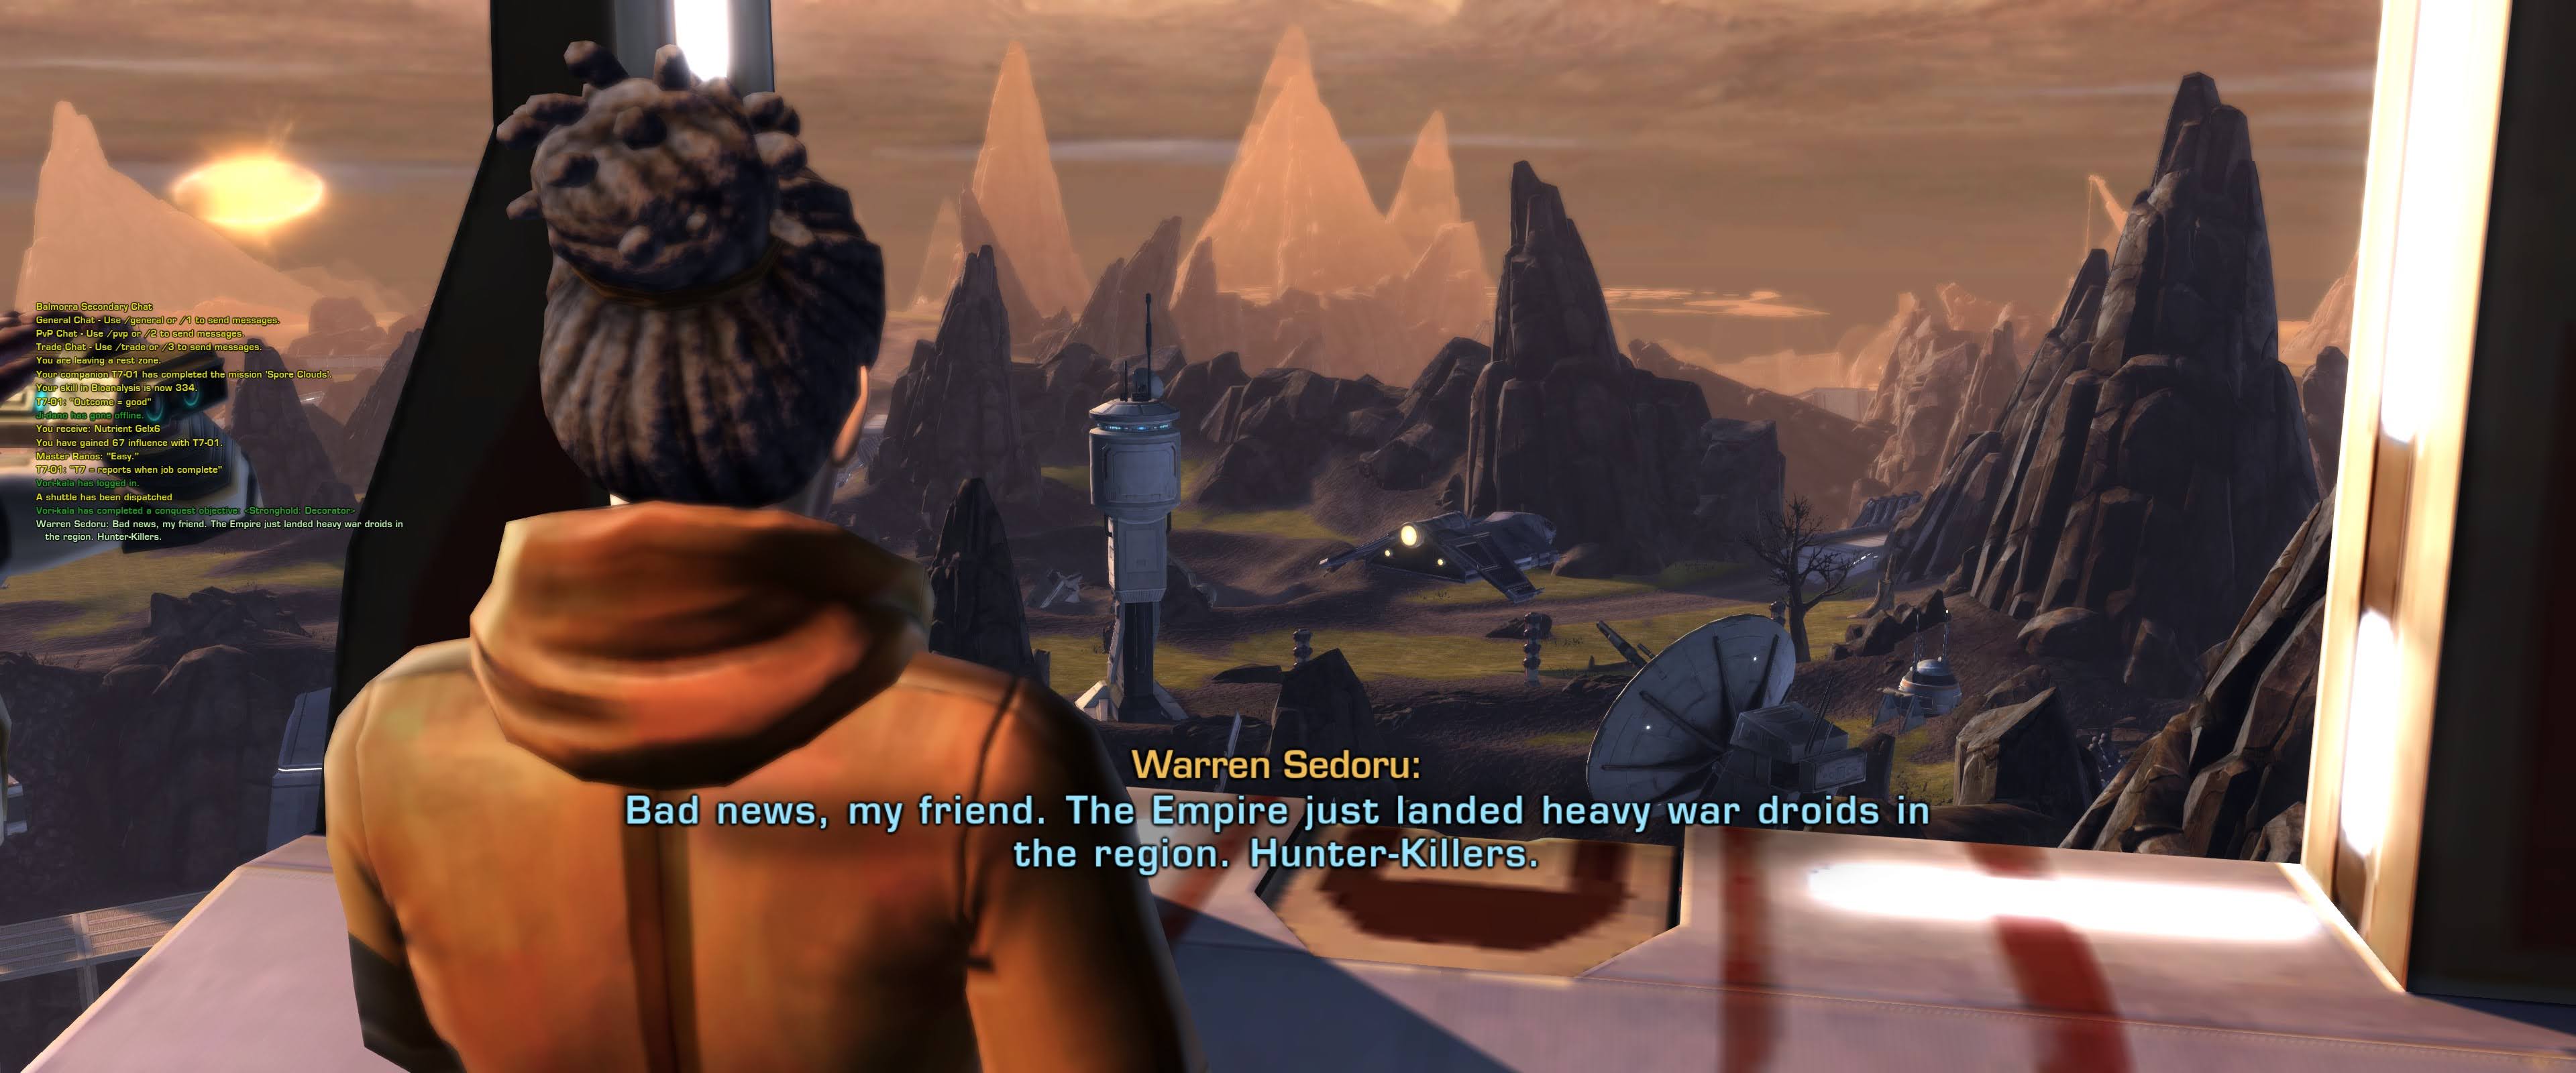 Balmorra Secondary Chat
General Chat - Use /general or /1 to send messages.
PvP Chat - Use /pvp or /2 to send messages.
Trade Chat - Use /trade or /3 to send messages.
You are leaving a rest zone.
Your companion T7-01 has completed the mission 'Spore Clouds'.
Your skill in Bioanalysis is now 334.
T7-01: "Outcome = good"
Ji-dano has gone offline.
You receive: Nutrient Gelx6
You have gained 67 influence with T7-01.
Master Ranos: "Easy."
T7-01: "T7 = reports when job complete"
Vori-kala has logged in.
A shuttle has been dispatched
Vori-kala has completed a conquest objective: <Stronghold: Decorator>
Warren Sedoru: Bad news, my friend. The Empire just landed heavy war droids in
the region. Hunter-Killers.
Warren Sedoru:
Bad news, my friend. The Empire just landed heavy war droids in
the region. Hunter-Killers.